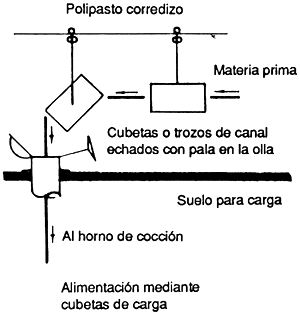 Polipasto corredizo
Materia prima
Cubetas o trozos de canal
echados con pala en la olla
Suelo para carga
Al horno de cocción
Alimentación mediante
cubetas de carga